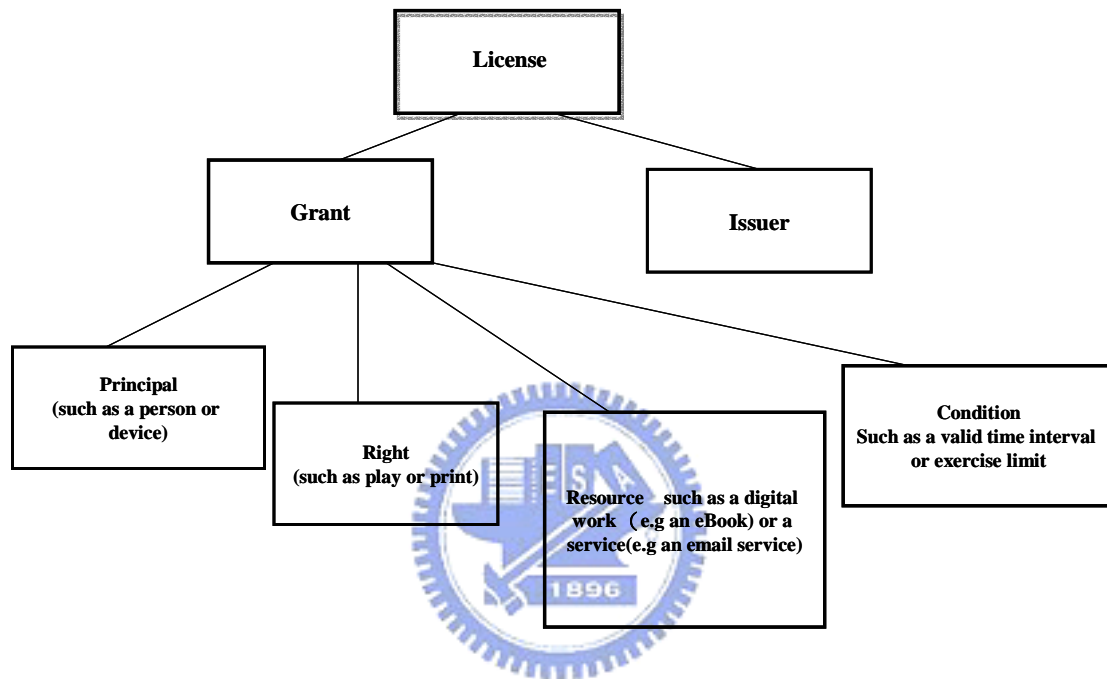 License
Grant
Issuer
Principal
(such as a person or
device)
Right
(such as play or print)
Resource such as a digital
work（e.g an eBook) or a
service(e.g an email service)
Condition
Such as a valid time interval
or exercise limit
E S A
1896